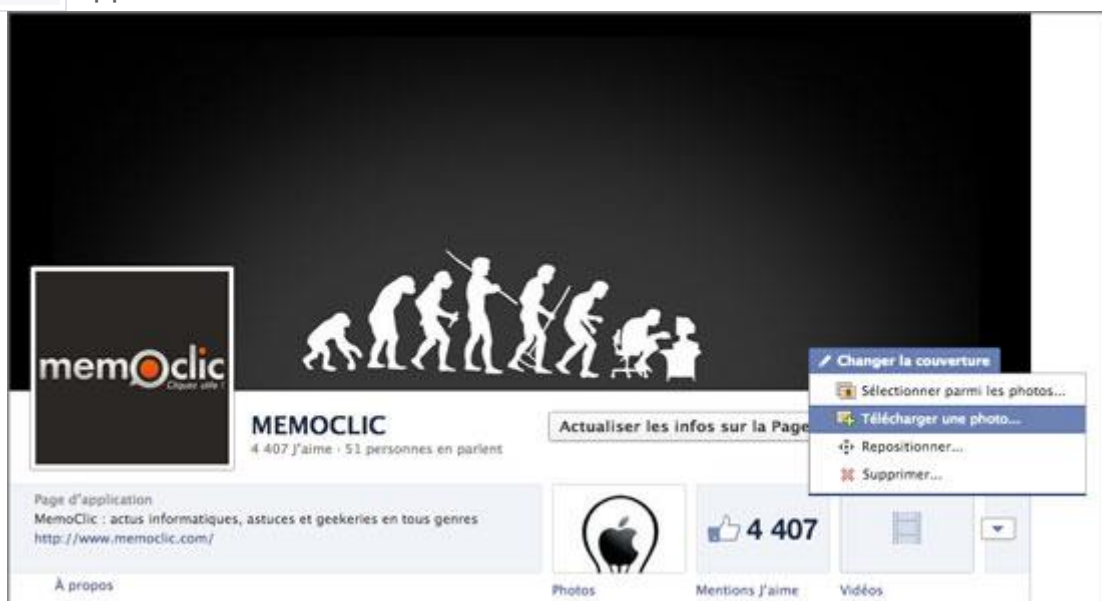 memoclic
Cliquez utile !
Changer la couverture
Sélectionner parmi les photos...
Télécharger une photo...
Repositionner...
Supprimer...
MEMOCLIC
4 407 J'aime · 51 personnes en parlent
Actualiser les infos sur la Page
Page d'application
MemoClic : actus informatiques, astuces et geekeries en tous genres
http://www.memoclic.com/
À propos
4 407
Photos
Mentions J'aime
Vidéos